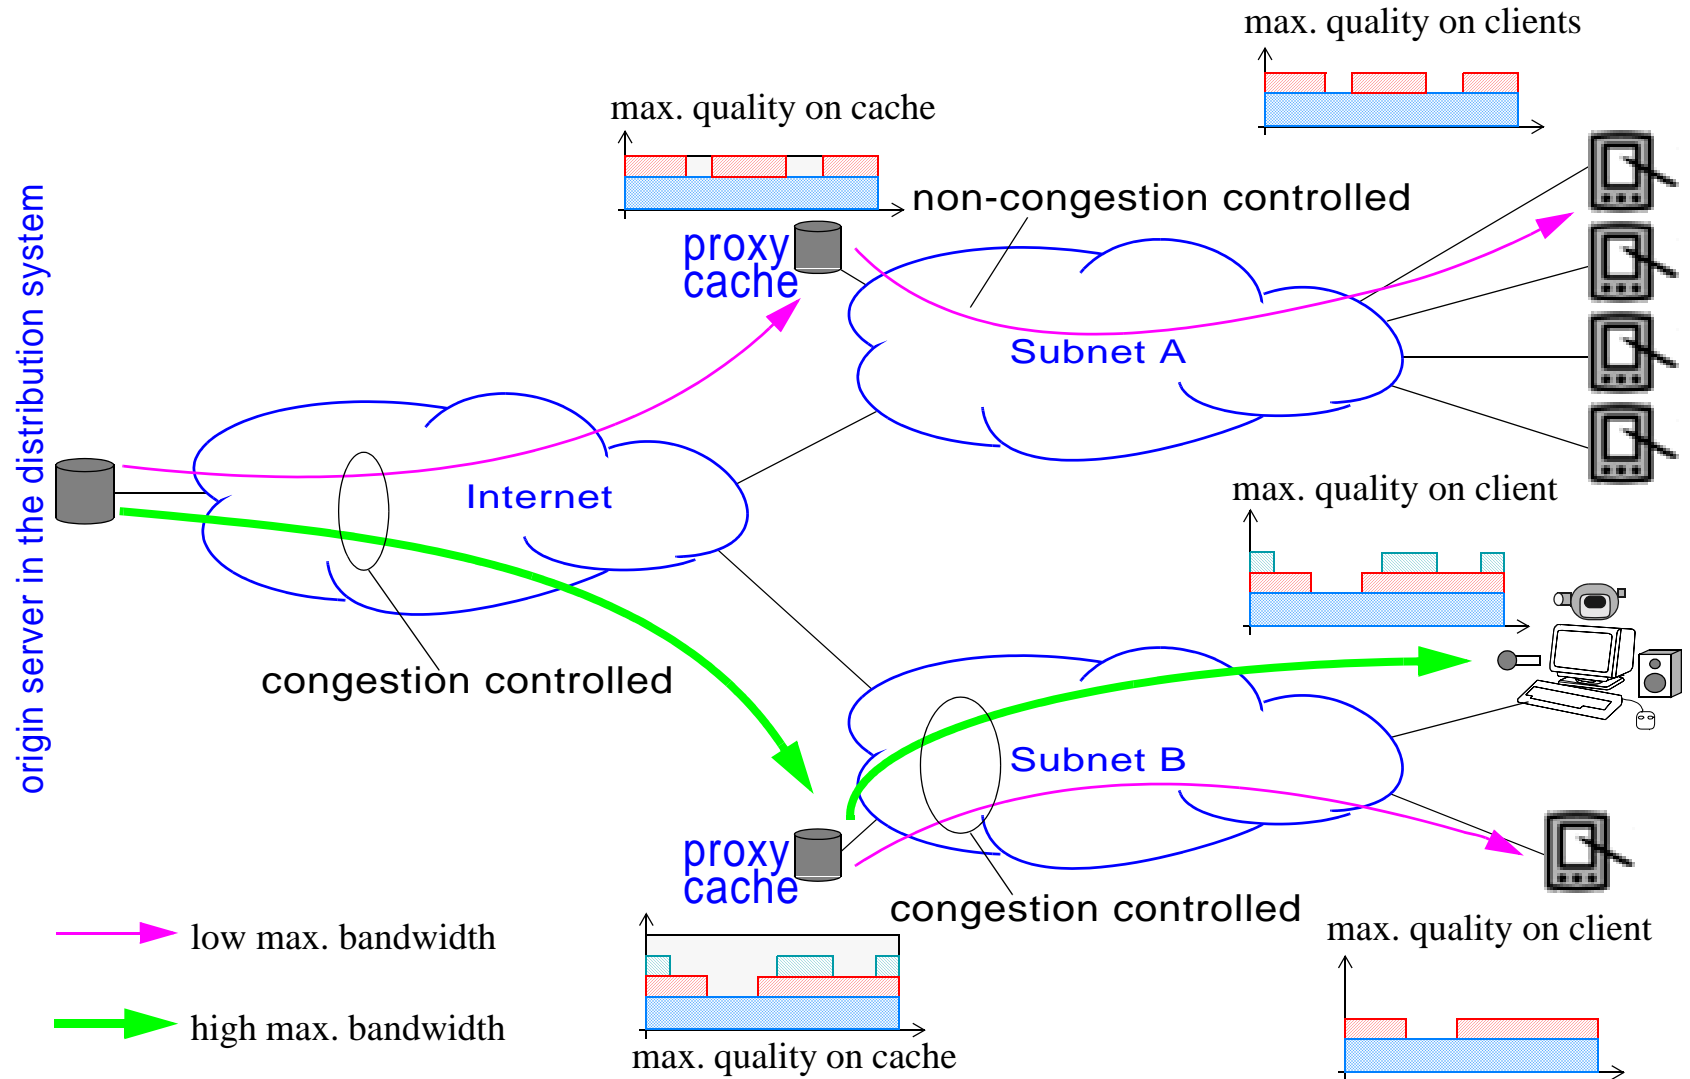 max. quality on clients
max. quality on cache
non-congestion controlled
proxy
cache
Subnet A
origin server in the distribution system
Internet
max. quality on client
congestion controlled
Subnet B
proxy
cache
congestion controlled
max. quality on client
low max. bandwidth
high max. bandwidth
max. quality on cache